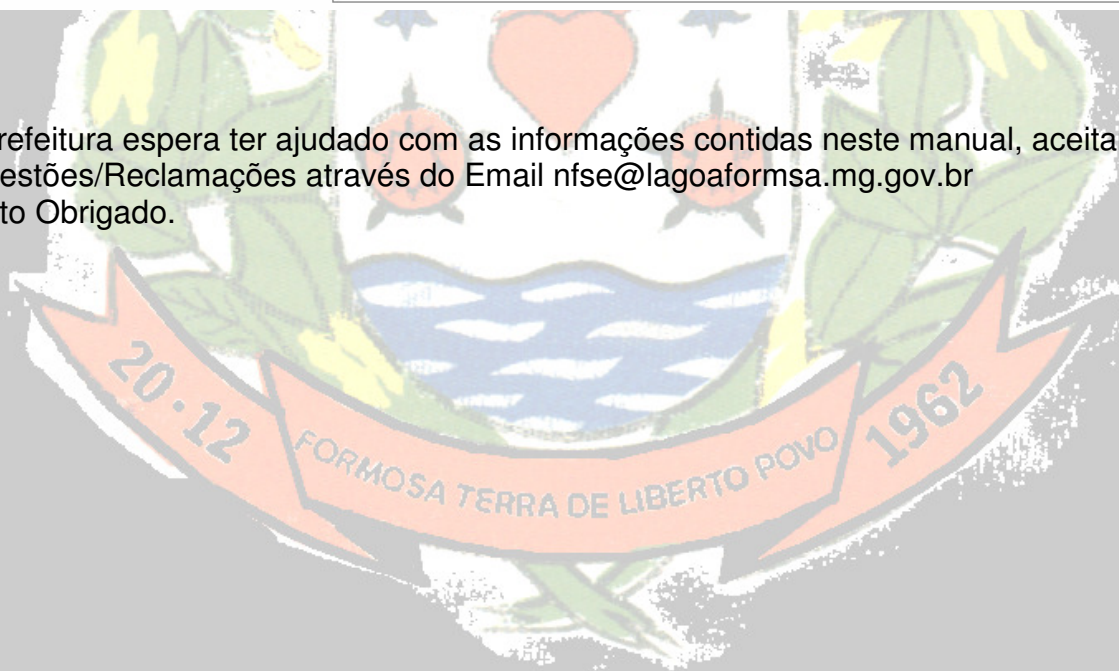 refeitura espera ter ajudado com as informações contidas neste manual, aceita
estões/Reclamações através do Email nfse@lagoaformsa.mg.gov.br
to Obrigado.
20·12
FORMOSA TERRA DE LIBERTO POVO
1962